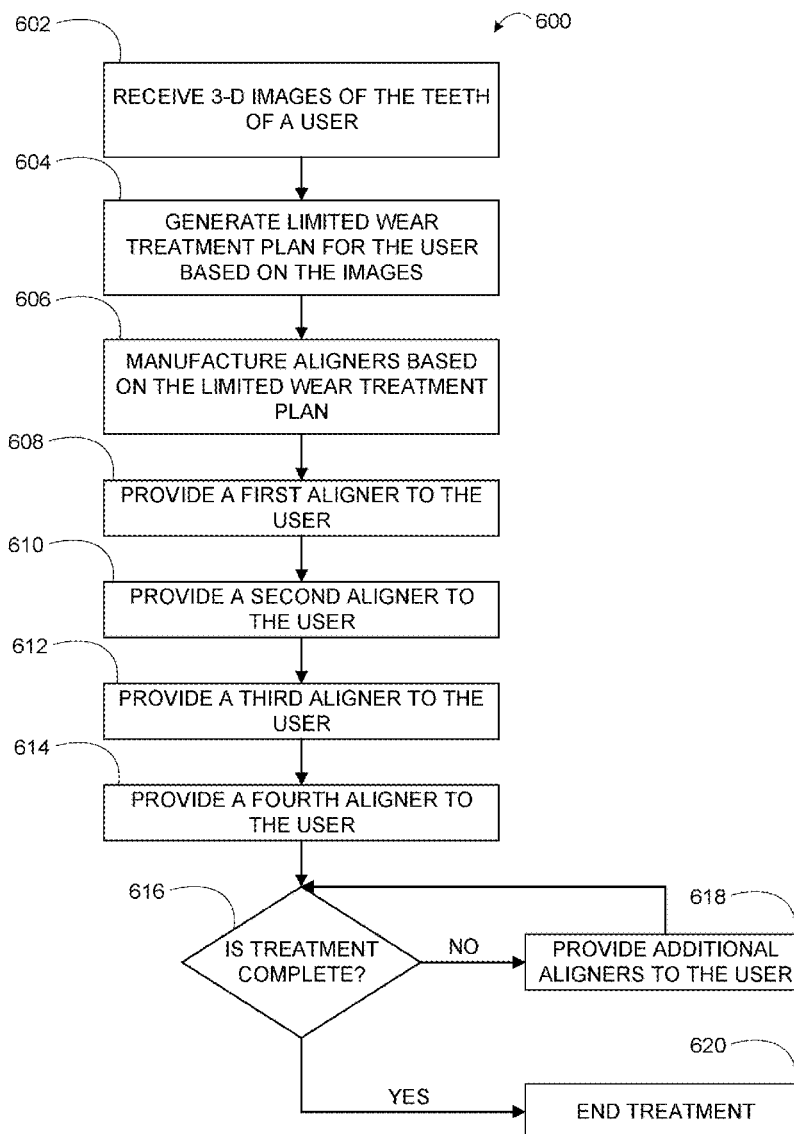 602
600
RECEIVE 3-D IMAGES OF THE TEETH
OF A USER
604
GENERATE LIMITED WEAR
TREATMENT PLAN FOR THE USER
BASED ON THE IMAGES
606
MANUFACTURE ALIGNERS BASED
ON THE LIMITED WEAR TREATMENT
PLAN
608
PROVIDE A FIRST ALIGNER TO THE
USER
610
PROVIDE A SECOND ALIGNER TO
THE USER
612
PROVIDE A THIRD ALIGNER TO THE
USER
614
PROVIDE A FOURTH ALIGNER TO
THE USER
616
IS TREATMENT
COMPLETE?
NO
618
PROVIDE ADDITIONAL
ALIGNERS TO THE USER
620
YES
END TREATMENT